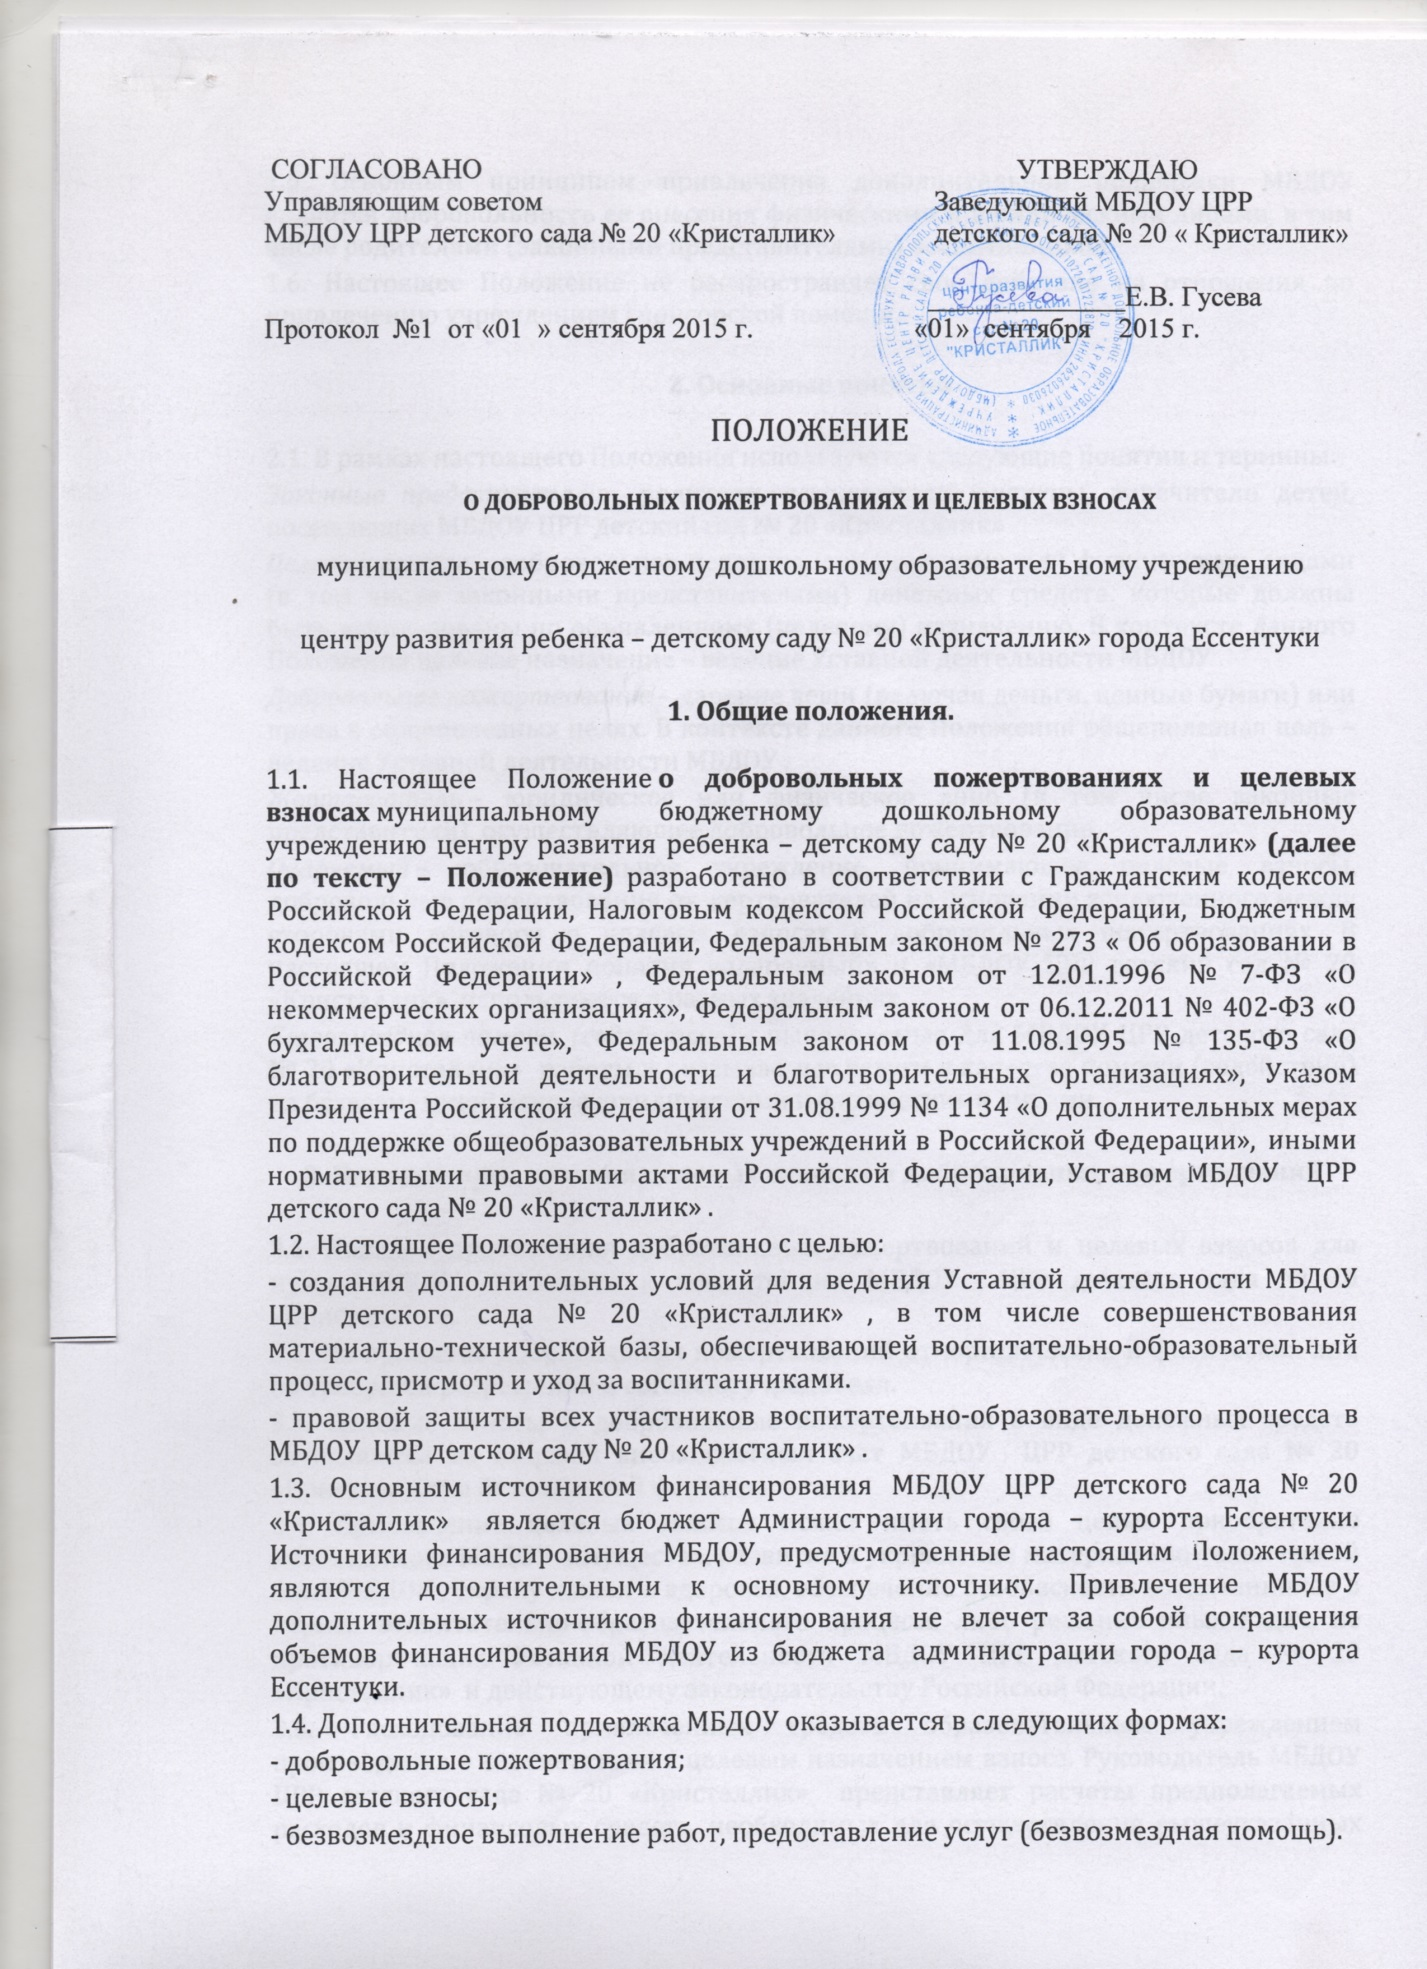 СОГЛАСОВАНО
Управляющим советом
МБДОУ ЦРР детского сада № 20 «Кристаллик»
Протокол №1 от «01 » сентября 2015 г.
УТВЕРЖДАЮ
Заведующий МБДОУ ЦРР
детского сада № 20 « Кристаллик»
Гусева Е.В. Гусева
«01» сентября 2015 г.
центр развития
ребенка-детский
сад № 20
"КРИСТАЛЛИК"
ПОЛОЖЕНИЕ
О ДОБРОВОЛЬНЫХ ПОЖЕРТВОВАНИЯХ И ЦЕЛЕВЫХ ВЗНОСАХ
муниципальному бюджетному дошкольному образовательному учреждению
центру развития ребенка – детскому саду № 20 «Кристаллик» города Ессентуки
1. Общие положения.
1.1. Настоящее Положение о добровольных пожертвованиях и целевых
взносах муниципальному бюджетному дошкольному образовательному
учреждению центру развития ребенка – детскому саду № 20 «Кристаллик» (далее
по тексту – Положение) разработано в соответствии с Гражданским кодексом
Российской Федерации, Налоговым кодексом Российской Федерации, Бюджетным
кодексом Российской Федерации, Федеральным законом № 273 « Об образовании в
Российской Федерации» , Федеральным законом от 12.01.1996 № 7-ФЗ «О
некоммерческих организациях», Федеральным законом от 06.12.2011 № 402-ФЗ «О
бухгалтерском учете», Федеральным законом от 11.08.1995 № 135-ФЗ «О
благотворительной деятельности и благотворительных организациях», Указом
Президента Российской Федерации от 31.08.1999 № 1134 «О дополнительных мерах
по поддержке общеобразовательных учреждений в Российской Федерации», иными
нормативными правовыми актами Российской Федерации, Уставом МБДОУ ЦРР
детского сада № 20 «Кристаллик» .
1.2. Настоящее Положение разработано с целью:
- создания дополнительных условий для ведения Уставной деятельности МБДОУ
ЦРР детского сада № 20 «Кристаллик» , в том числе совершенствования
материально-технической базы, обеспечивающей воспитательно-образовательный
процесс, присмотр и уход за воспитанниками.
- правовой защиты всех участников воспитательно-образовательного процесса в
МБДОУ ЦРР детском саду № 20 «Кристаллик» .
1.3. Основным источником финансирования МБДОУ ЦРР детского сада № 20
«Кристаллик» является бюджет Администрации города – курорта Ессентуки.
Источники финансирования МБДОУ, предусмотренные настоящим Положением,
являются дополнительными к основному источнику. Привлечение МБДОУ
дополнительных источников финансирования не влечет за собой сокращения
объемов финансирования МБДОУ из бюджета администрации города – курорта
Ессентуки.
1.4. Дополнительная поддержка МБДОУ оказывается в следующих формах:
- добровольные пожертвования;
- целевые взносы;
- безвозмездное выполнение работ, предоставление услуг (безвозмездная помощь).